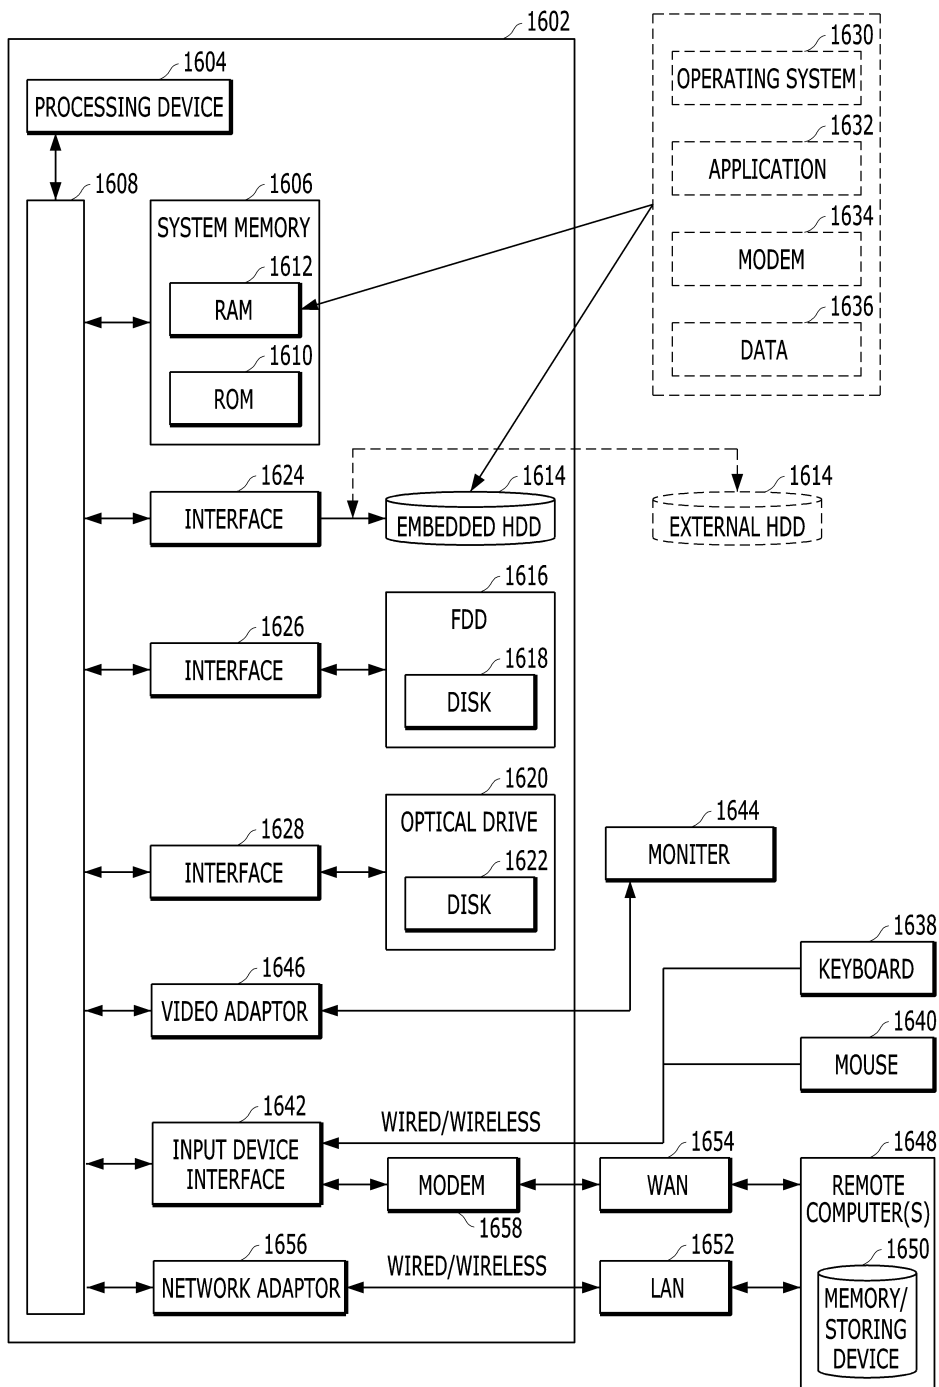 1602
1604
PROCESSING DEVICE
1608
1606
SYSTEM MEMORY
1612
RAM
1610
ROM
1630
OPERATING SYSTEM
1632
APPLICATION
1634
MODEM
1636
DATA
1624
INTERFACE
1614
EMBEDDED HDD
1614
EXTERNAL HDD
1616
FDD
1626
INTERFACE
1618
DISK
1620
OPTICAL DRIVE
1628
INTERFACE
1622
DISK
1644
MONITER
1646
VIDEO ADAPTOR
1638
KEYBOARD
1640
MOUSE
1642
INPUT DEVICE
INTERFACE
WIRED/WIRELESS
MODEM
1658
1654
WAN
1648
REMOTE
COMPUTER(S)
1656
NETWORK ADAPTOR
WIRED/WIRELESS
1652
LAN
1650
MEMORY/
STORING
DEVICE